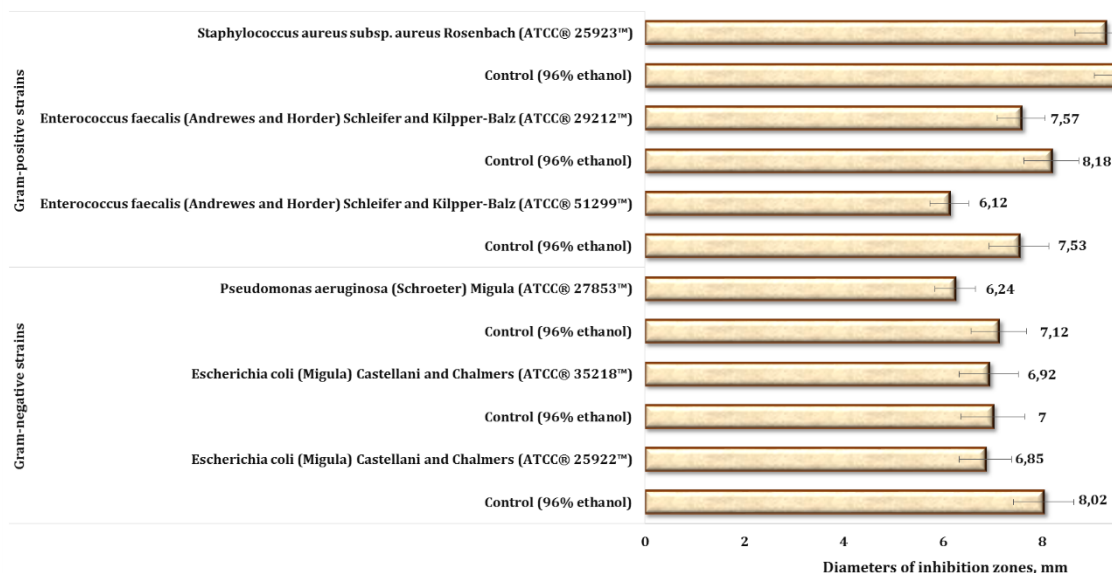 Gram-positive strains
Staphylococcus aureus subsp. aureus Rosenbach (ATCC® 25923™)
Control (96% ethanol)
Enterococcus faecalis (Andrewes and Horder) Schleifer and Kilpper-Balz (ATCC® 29212™)
7,57
Control (96% ethanol)
8,18
Enterococcus faecalis (Andrewes and Horder) Schleifer and Kilpper-Balz (ATCC® 51299™)
6,12
Control (96% ethanol)
7,53
Gram-negative strains
Pseudomonas aeruginosa (Schroeter) Migula (ATCC® 27853™)
6,24
Control (96% ethanol)
7,12
Escherichia coli (Migula) Castellani and Chalmers (ATCC® 35218™)
6,92
Control (96% ethanol)
7
Escherichia coli (Migula) Castellani and Chalmers (ATCC® 25922™)
6,85
Control (96% ethanol)
8,02
0 2 4 6 8
Diameters of inhibition zones, mm